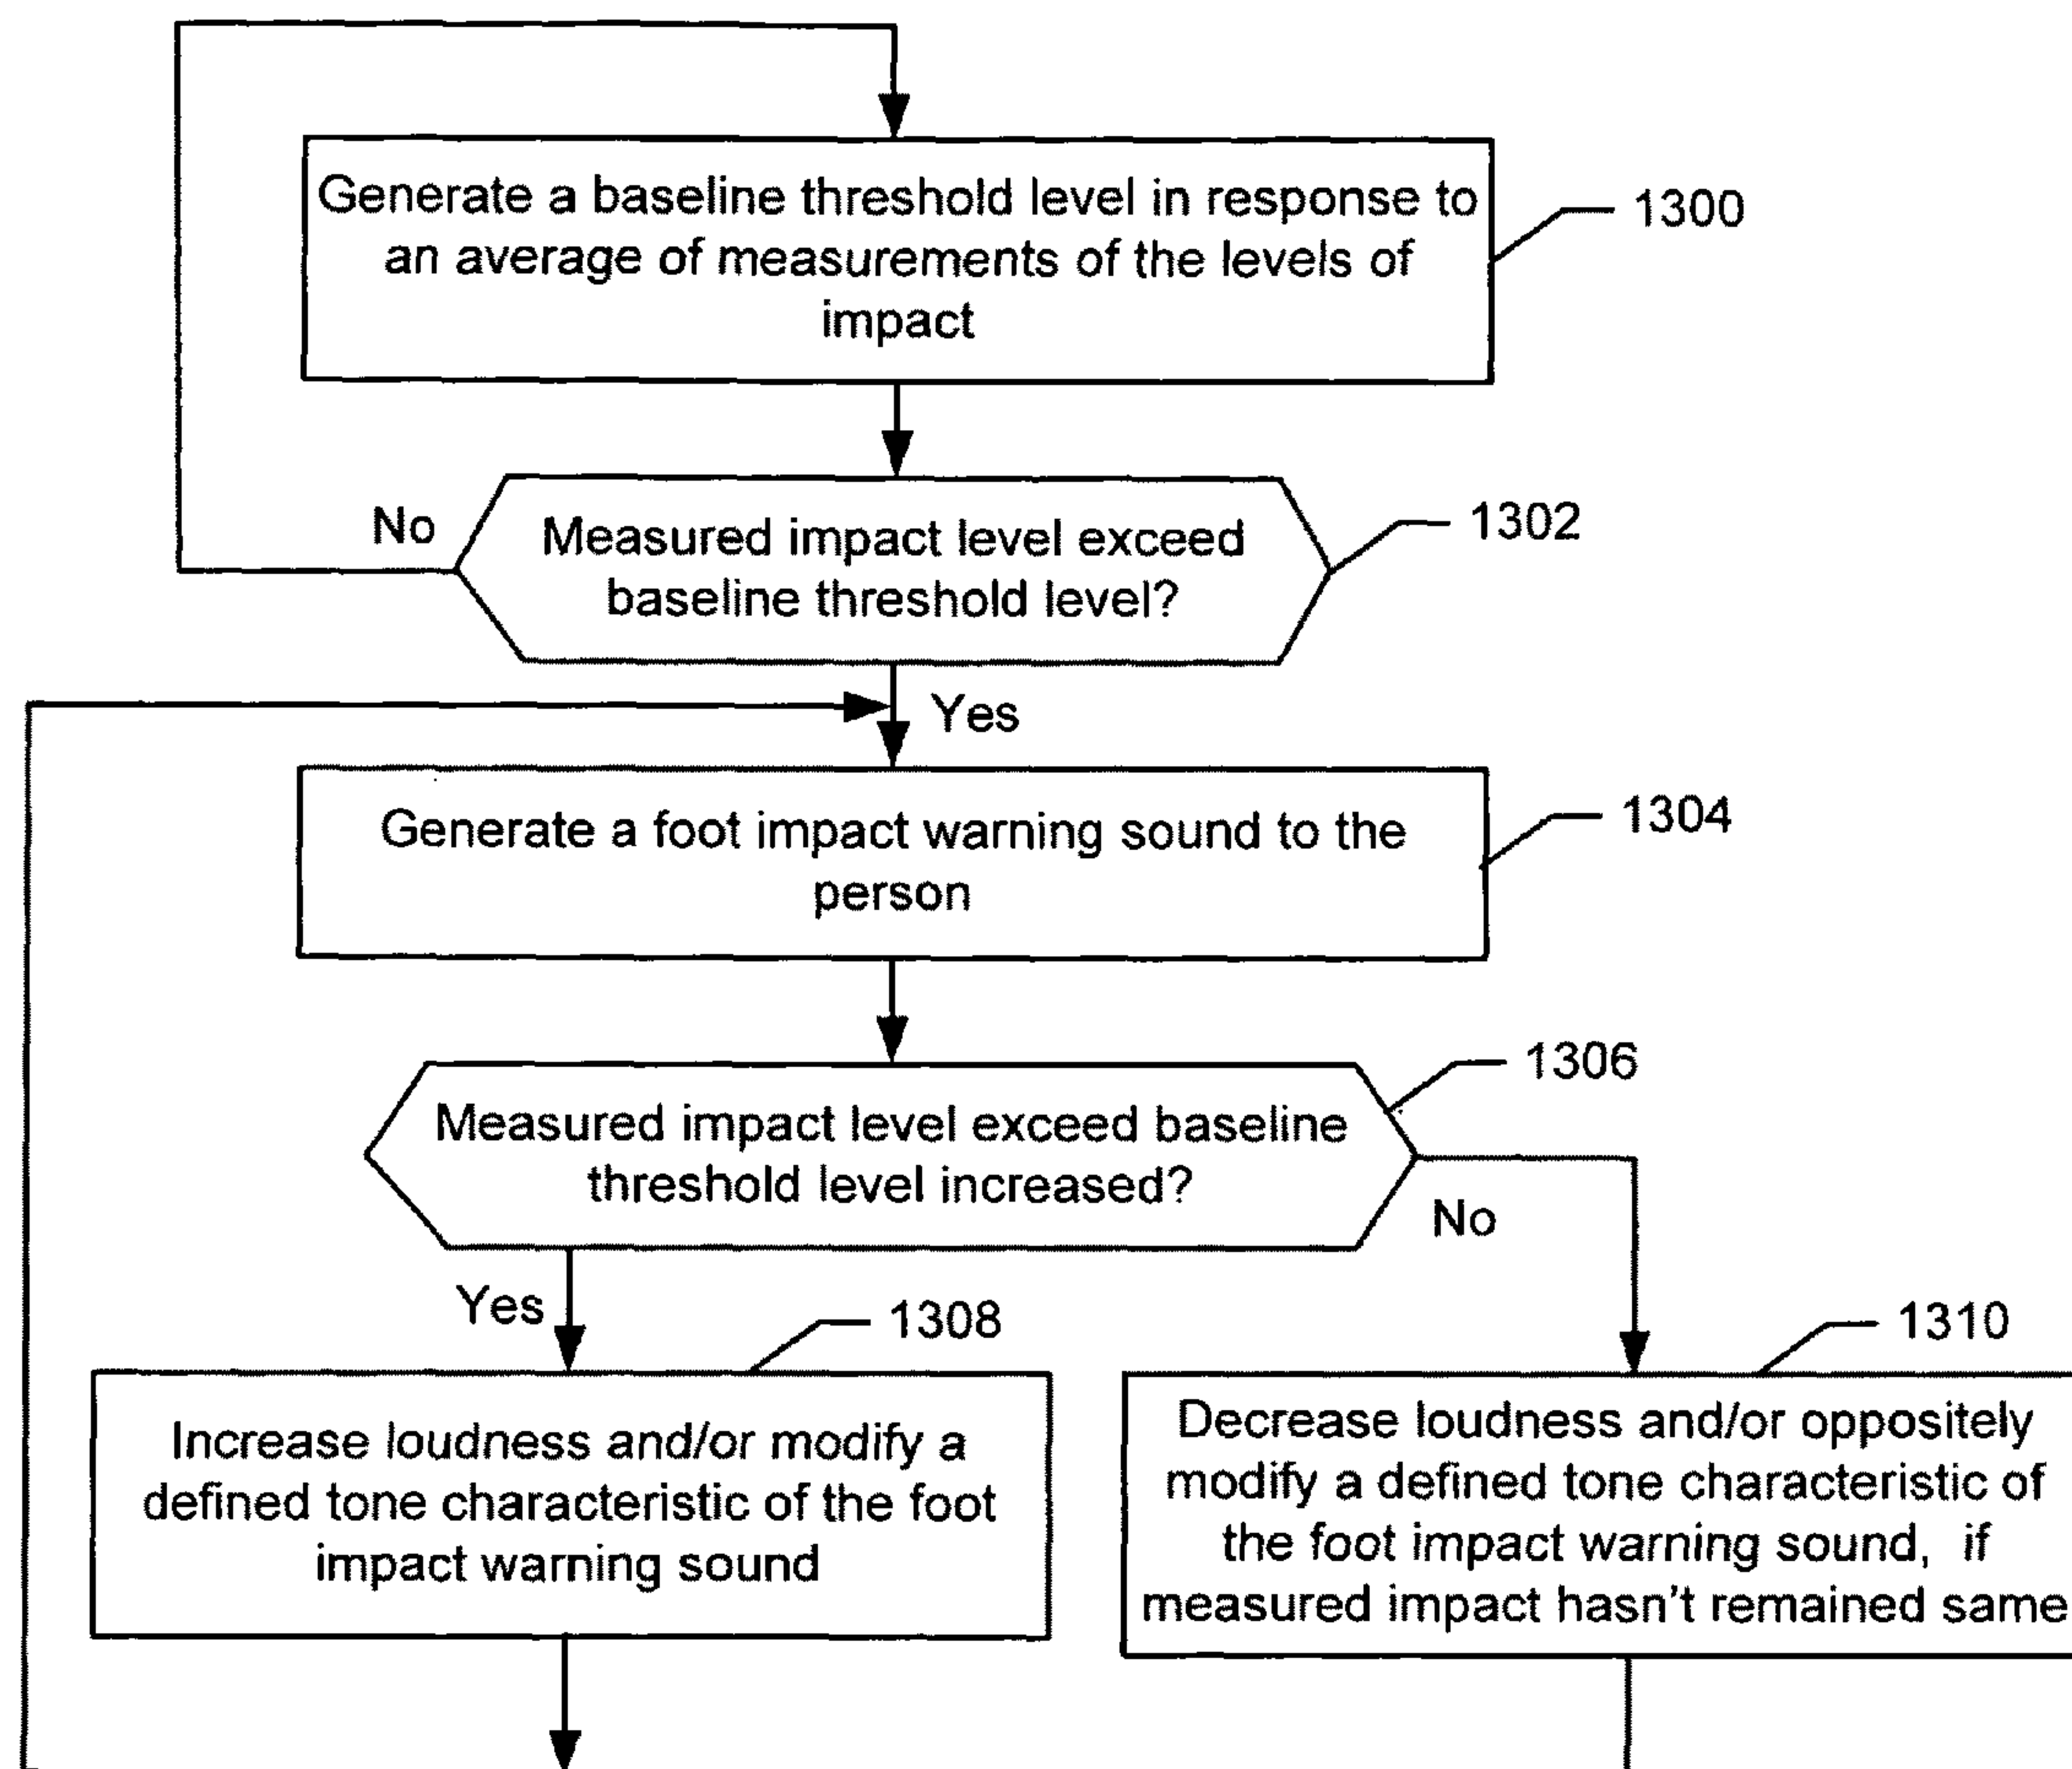 Generate a baseline threshold level in response to
an average of measurements of the levels of
impact
1300
No
Measured impact level exceed
baseline threshold level?
1302
Yes
Generate a foot impact warning sound to the
person
1304
Measured impact level exceed baseline
threshold level increased?
1306
No
Yes
1308
1310
Increase loudness and/or modify a
defined tone characteristic of the foot
impact warning sound
Decrease loudness and/or oppositely
modify a defined tone characteristic of
the foot impact warning sound, if
measured impact hasn't remained same